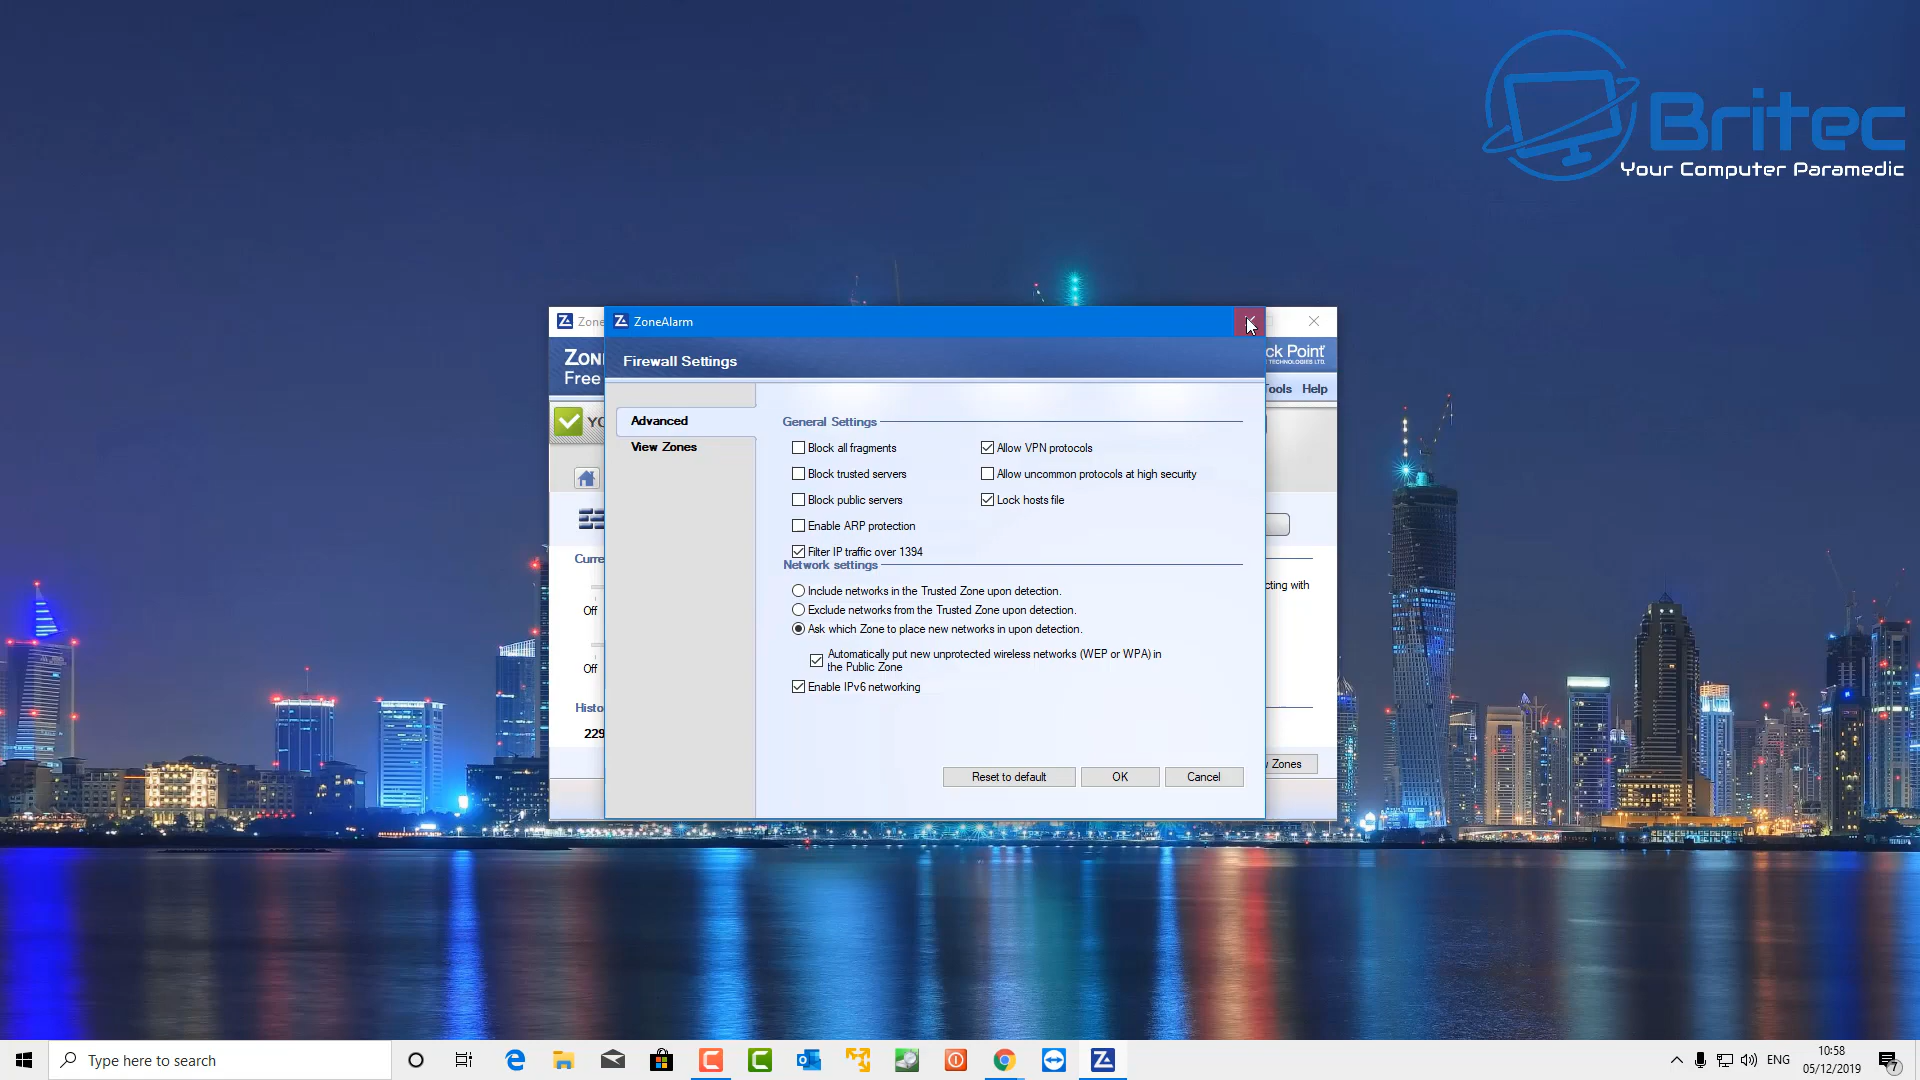 Britec
Your Computer Paramedic
ZoneAlarm
Firewall Settings
Free
ck Point
TECHNOLOGIES LTD.
Tools Help
Advanced
View Zones
General Settings
Block all fragments
Allow VPN protocols
Block trusted servers
Allow uncommon protocols at high security
Block public servers
Lock hosts file
Enable ARP protection
Filter IP traffic over 1394
Network settings
Include networks in the Trusted Zone upon detection.
Exclude networks from the Trusted Zone upon detection.
Ask which Zone to place new networks in upon detection.
Automatically put new unprotected wireless networks (WEP or WPA) in
the Public Zone
Enable IPv6 networking
Reset to default
OK
Cancel
Zone
ZON
YO
Curre
Off
Off
Histo
229
cting with
Zones
Type here to search
ENG
10:58
05/12/2019
7